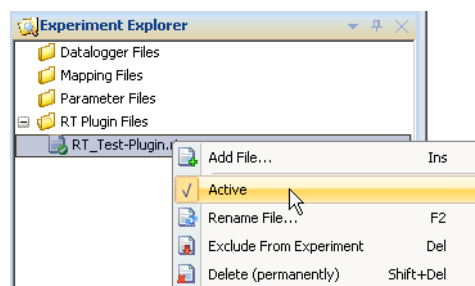 Experiment Explorer
Datalogger Files
Mapping Files
Parameter Files
RT Plugin Files
RT_Test-Plugin.r
Add File... Ins
Active
Rename File... F2
Exclude From Experiment Del
Delete (permanently) Shift+Del